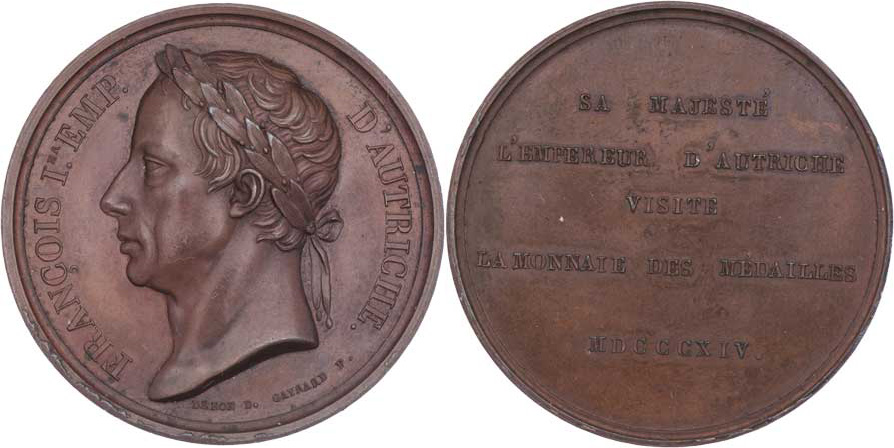 FRANÇOIS I.ER EMP. D'AUTRICHE.
DENON D. GAYRARD F.
SA MAJESTÉ
L'EMPEREUR D'AUTRICHE
VISITE
LA MONNAIE DES MÉDAILLES
MDCCCXIV.